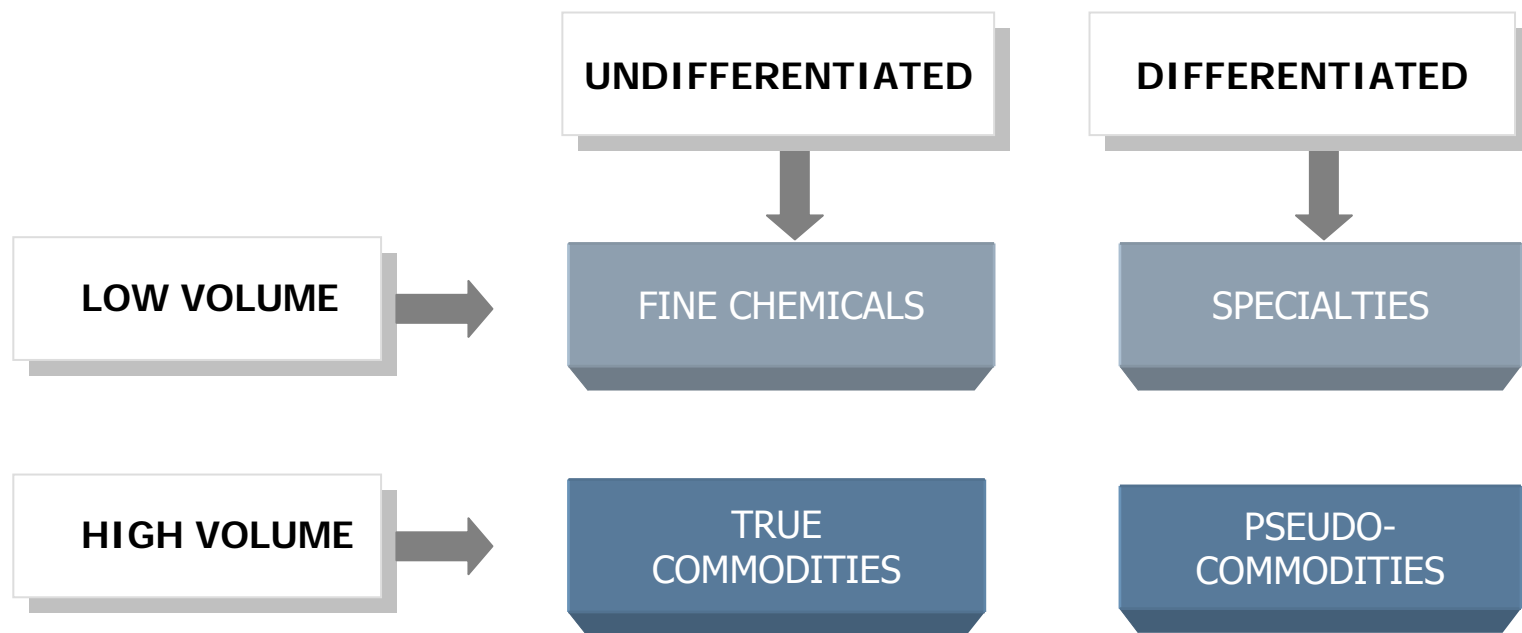 UNDIFFERENTIATED
DIFFERENTIATED
LOW VOLUME
FINE CHEMICALS
SPECIALTIES
HIGH VOLUME
TRUE
COMMODITIES
PSEUDO-
COMMODITIES